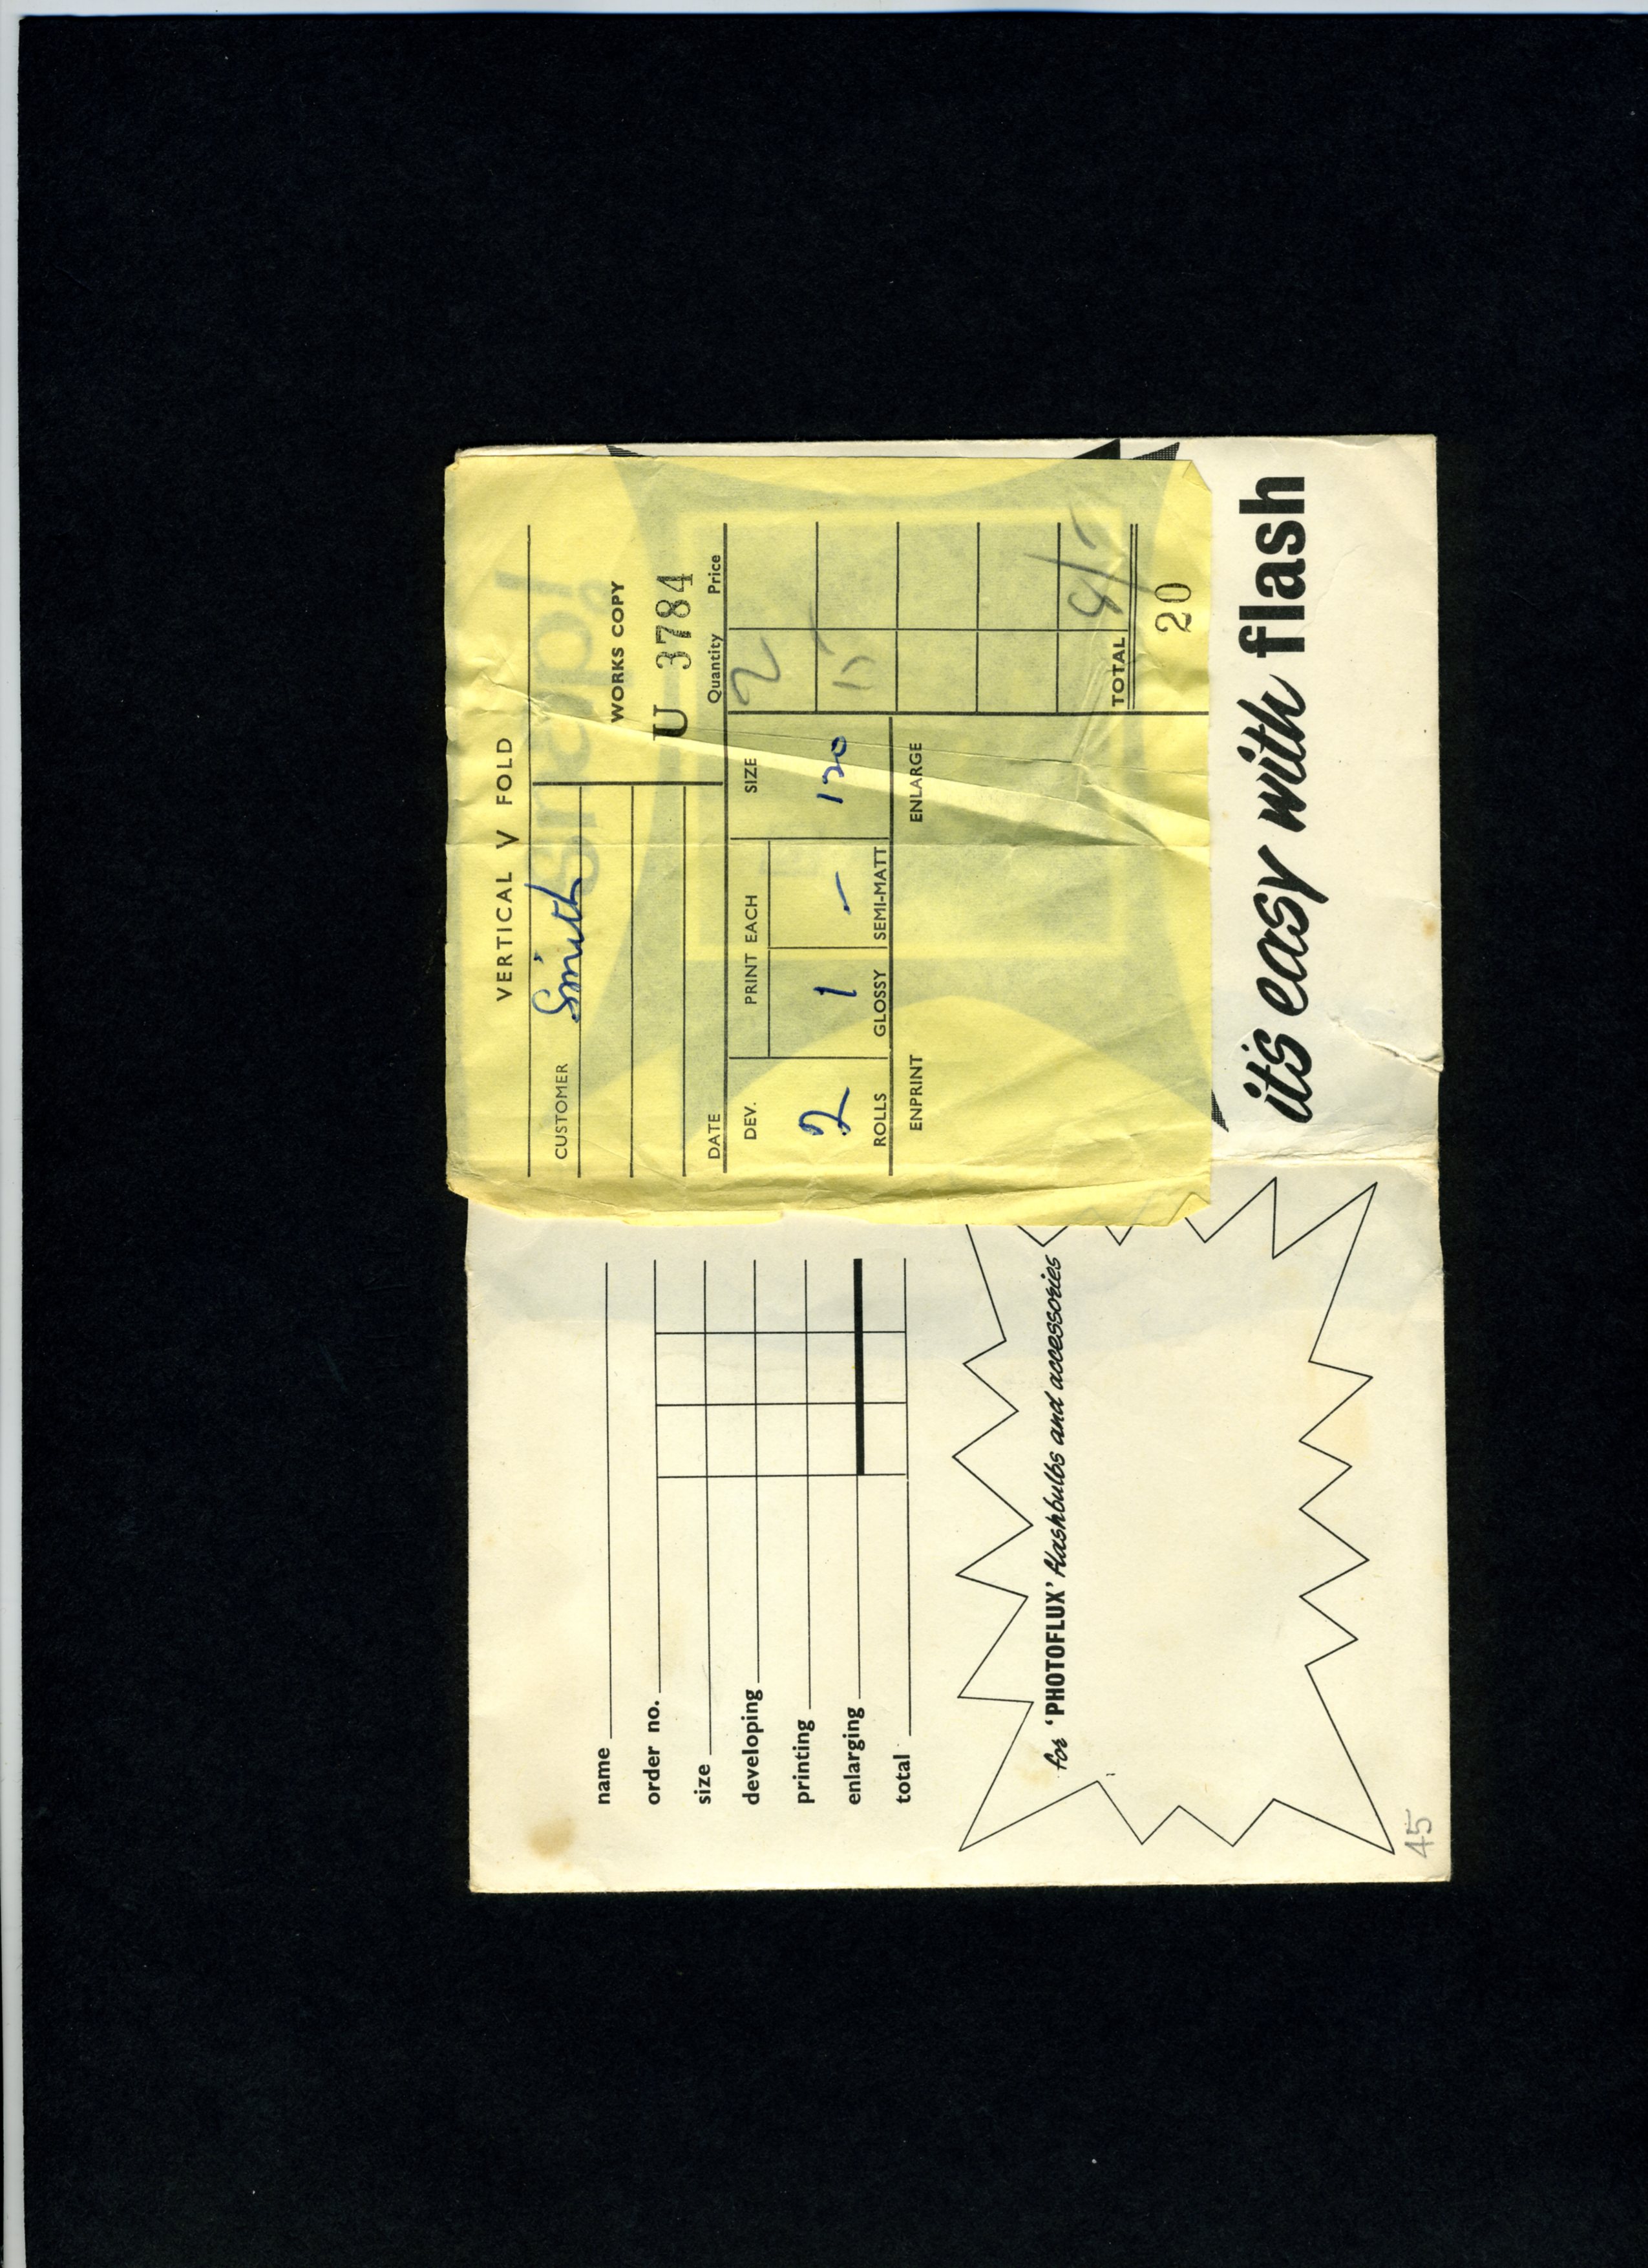 VERTICAL V FOLD
CUSTOMER Smith
WORKS COPY
U 3784
DATE
Quantity Price
DEV. PRINT EACH SIZE
2
2 1 - 120
15
ROLLS GLOSSY SEMI-MATT
ENPRINT ENLARGE
TOTAL
20
it's easy with flash
name
order no.
size
developing
printing
enlarging
total
for 'PHOTOFLUX' flashbulbs and accessories
45